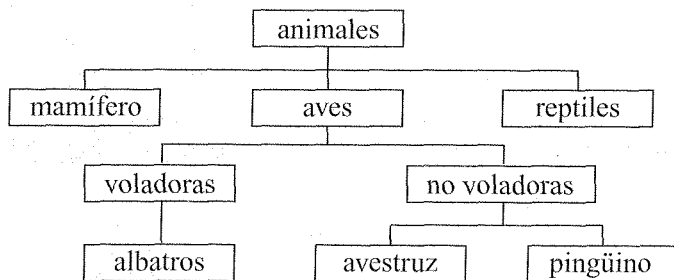 animales
mamífero aves reptiles
voladoras no voladoras
albatros avestruz pingüino